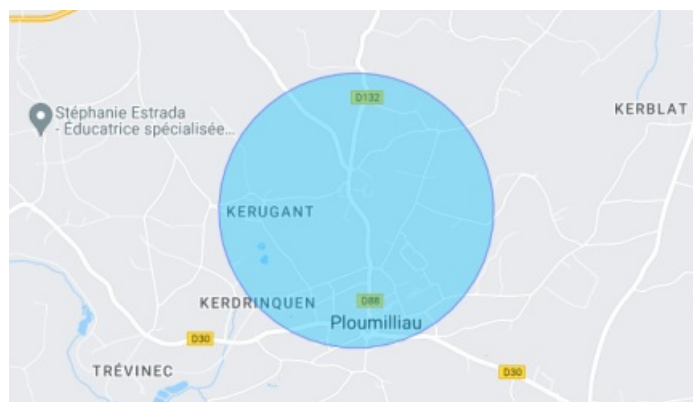 D132
Stéphanie Estrada
- Éducatrice spécialisée...
KERBLAT
KERUGANT
KERDRINQUEN
D88
Ploumilliau
D30
TRÉVINEC
D30